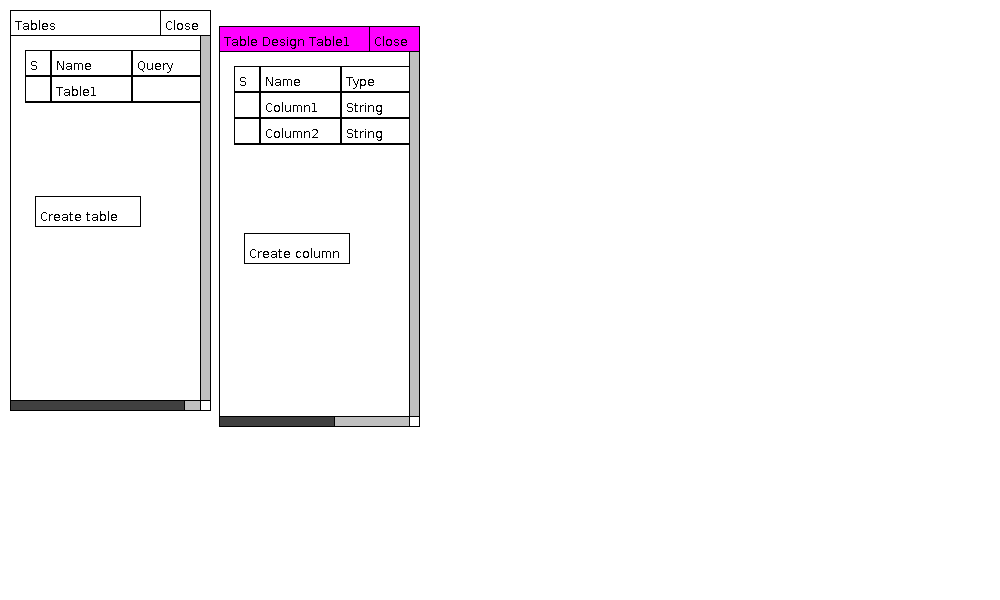 Tables Close
S Name Query
Table1
Create table
Table Design Table1 Close
S Name Type
Column1 String
Column2 String
Create column